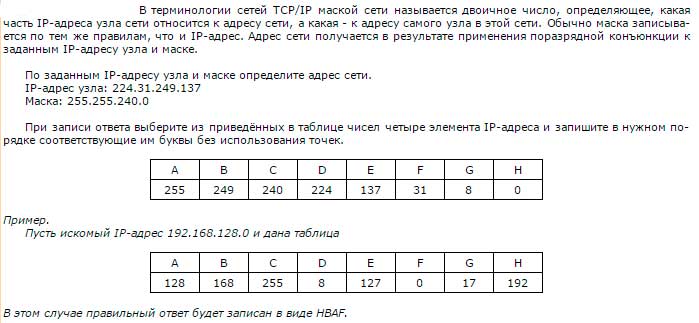 В терминологии сетей TCP/IP маской сети называется двоичное число, определяющее, какая
часть IP-адреса узла сети относится к адресу сети, а какая - к адресу самого узла в этой сети. Обычно маска записыва-
ется по тем же правилам, что и IP-адрес. Адрес сети получается в результате применения поразрядной конъюнкции к
заданным IP-адресу узла и маске.
По заданным IP-адресу узла и маске определите адрес сети.
IP-адрес узла: 224.31.249.137
Маска: 255.255.240.0
При записи ответа выберите из приведённых в таблице чисел четыре элемента IP-адреса и запишите в нужном по-
рядке соответствующие им буквы без использования точек.
A B C D E F G H
255 249 240 224 137 31 8 0
Пример.
Пусть искомый IP-адрес 192.168.128.0 и дана таблица
A B C D E F G H
128 168 255 8 127 0 17 192
В этом случае правильный ответ будет записан в виде HBAF.